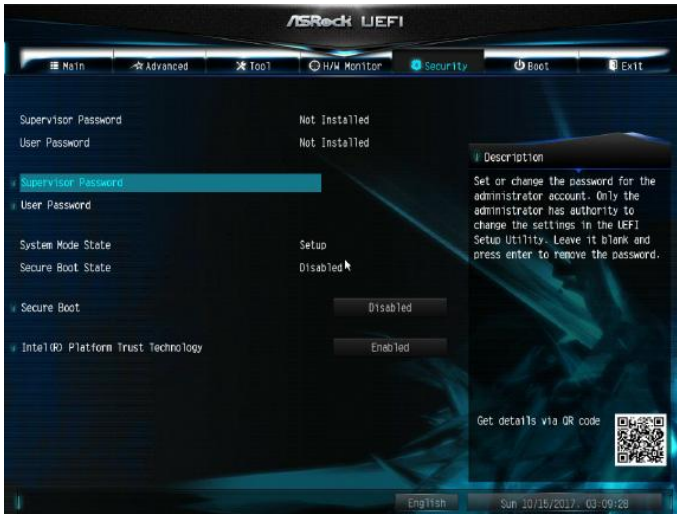 ASRock UEFI
Main Advanced Tool H/W Monitor Security Boot Exit
Supervisor Password Not Installed
User Password Not Installed
Supervisor Password
User Password
System Mode State Setup
Secure Boot State Disabled
Secure Boot Disabled
Intel(R) Platform Trust Technology Enabled
Description
Set or change the password for the
administrator account. Only the
administrator has authority to
change the settings in the UEFI
Setup Utility. Leave it blank and
press enter to remove the password.
Get details via QR code
English Sun 10/15/2017. 03:09:28